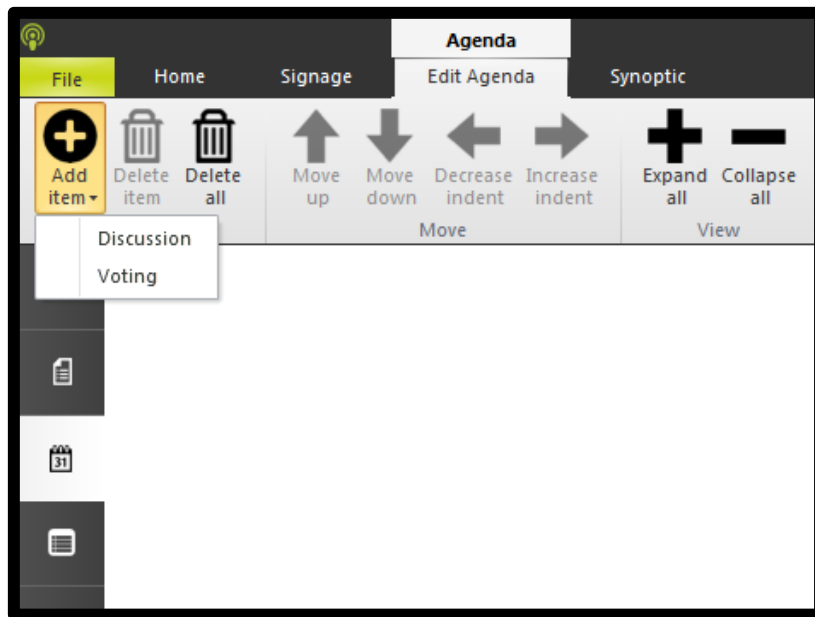 Agenda
File Home Signage Edit Agenda Synoptic
Add item Delete item Delete all Move up Move down Decrease indent Increase indent Expand all Collapse all
Move View
Discussion
Voting
31